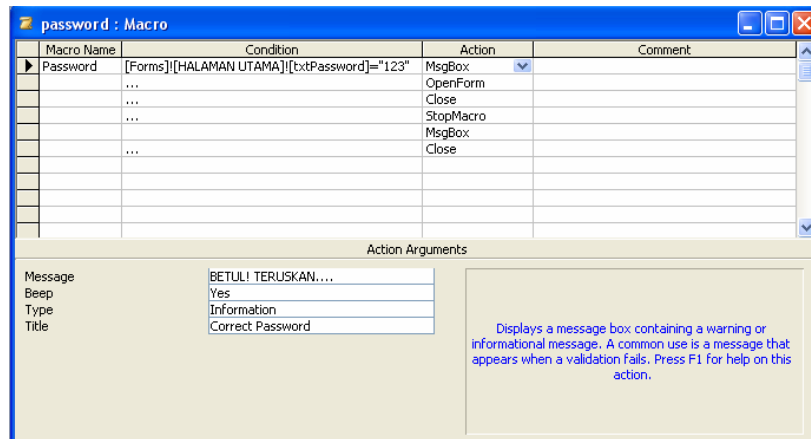 password : Macro
Macro Name Condition Action Comment
Password [Forms]![HALAMAN UTAMA]![txtPassword]="123" MsgBox
... OpenForm
... Close
... StopMacro
MsgBox
... Close
Action Arguments
Message BETUL! TERUSKAN....
Beep Yes
Type Information
Title Correct Password
Displays a message box containing a warning or
informational message. A common use is a message that
appears when a validation fails. Press F1 for help on this
action.